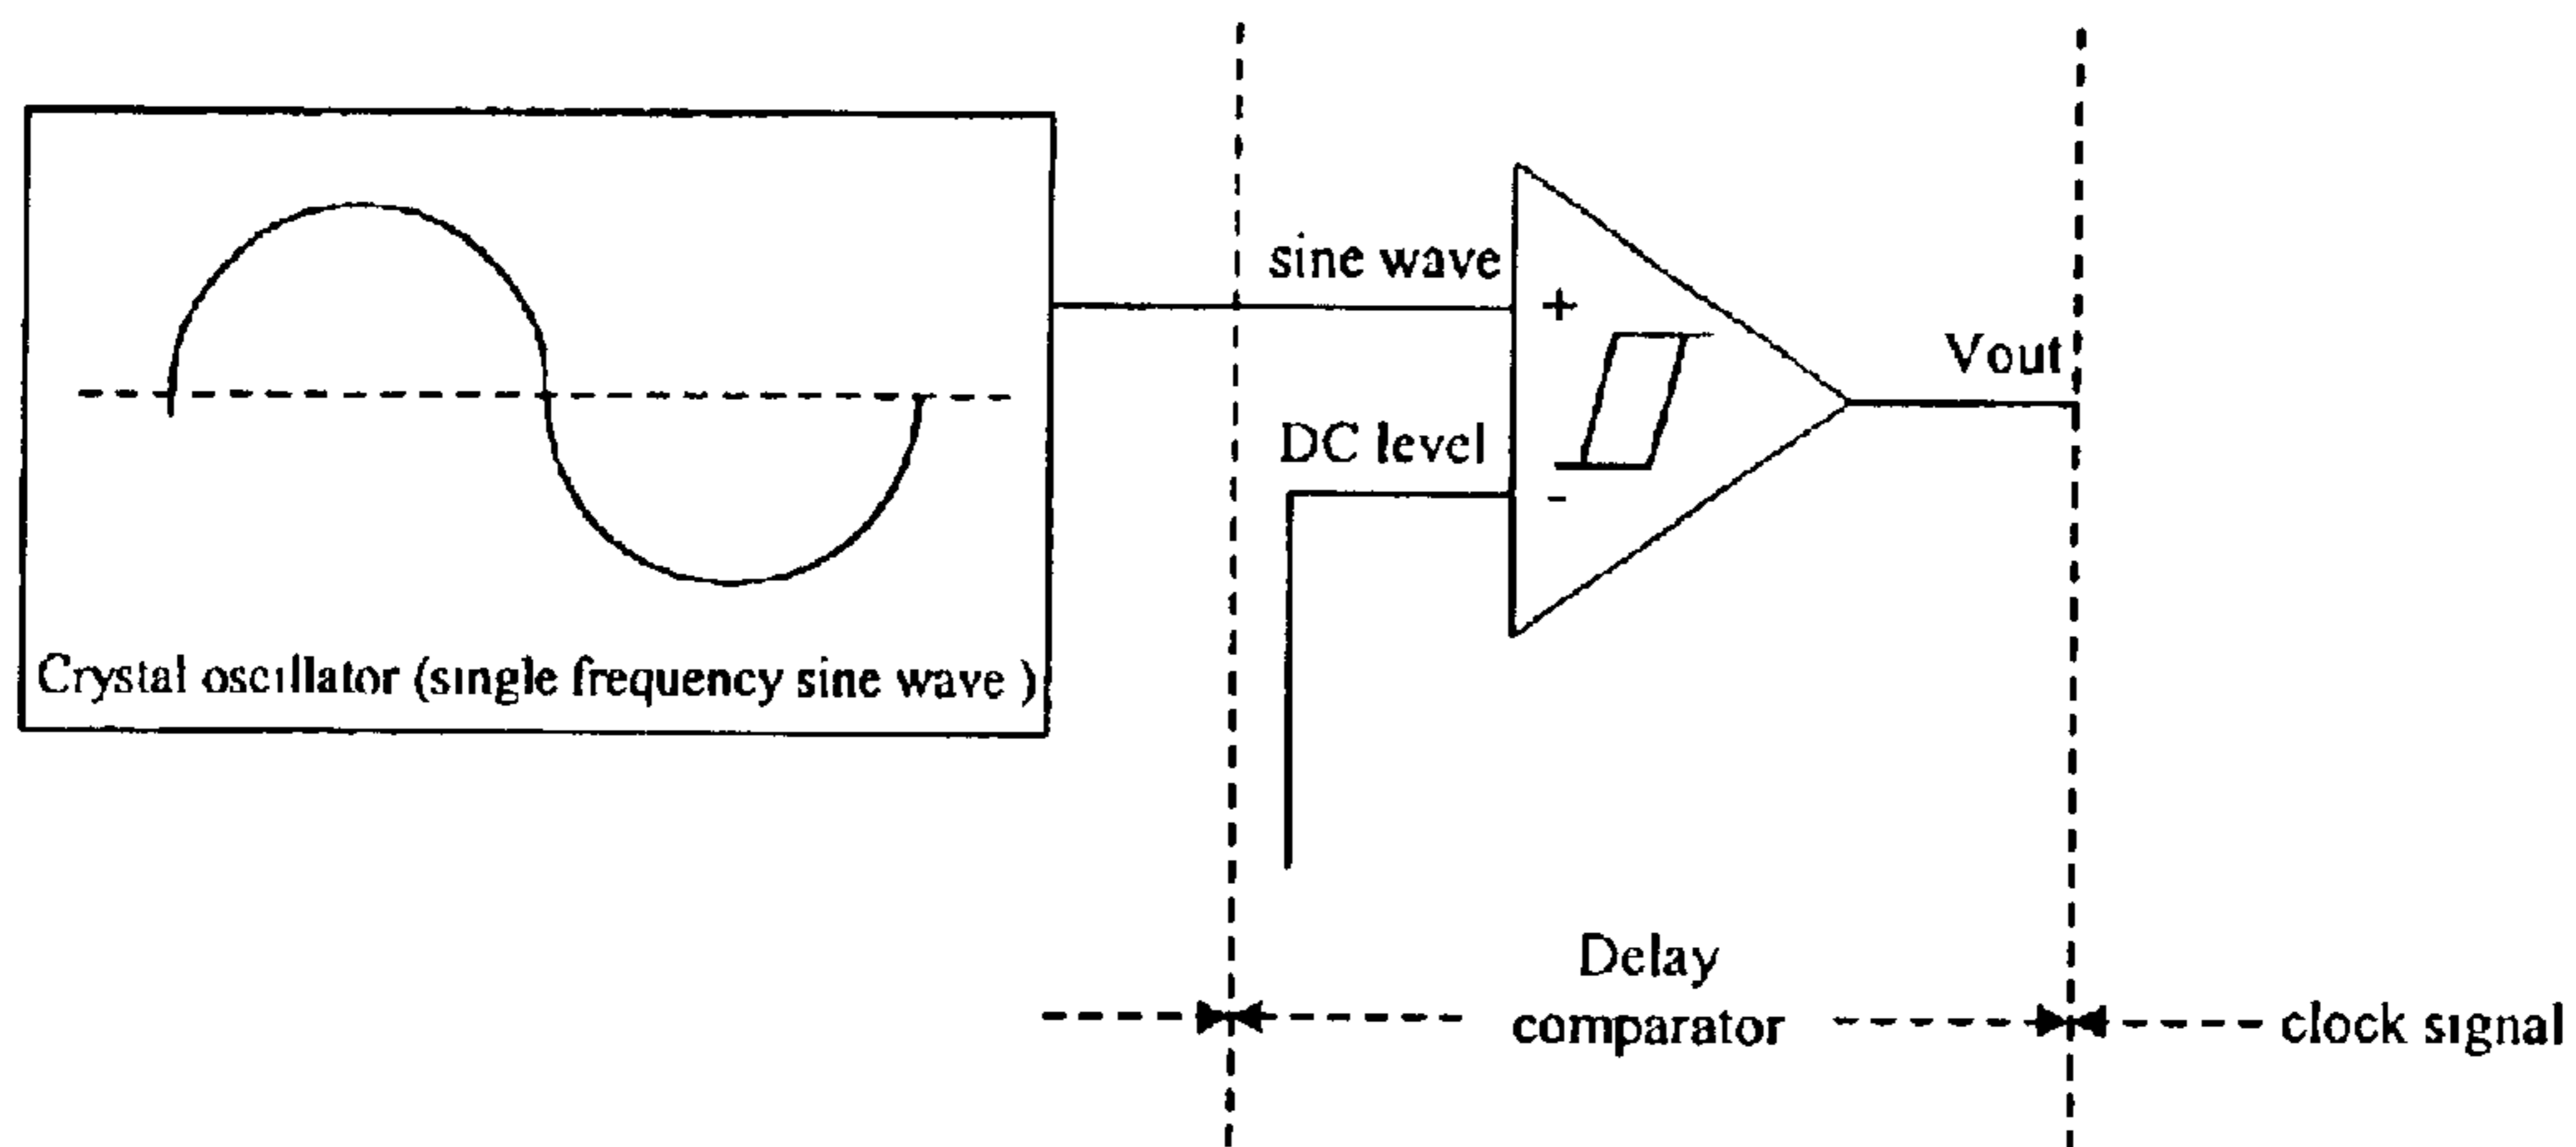 sine wave
+
Vout
DC level
-
Crystal oscillator (single frequency sine wave )
Delay
comparator
clock signal